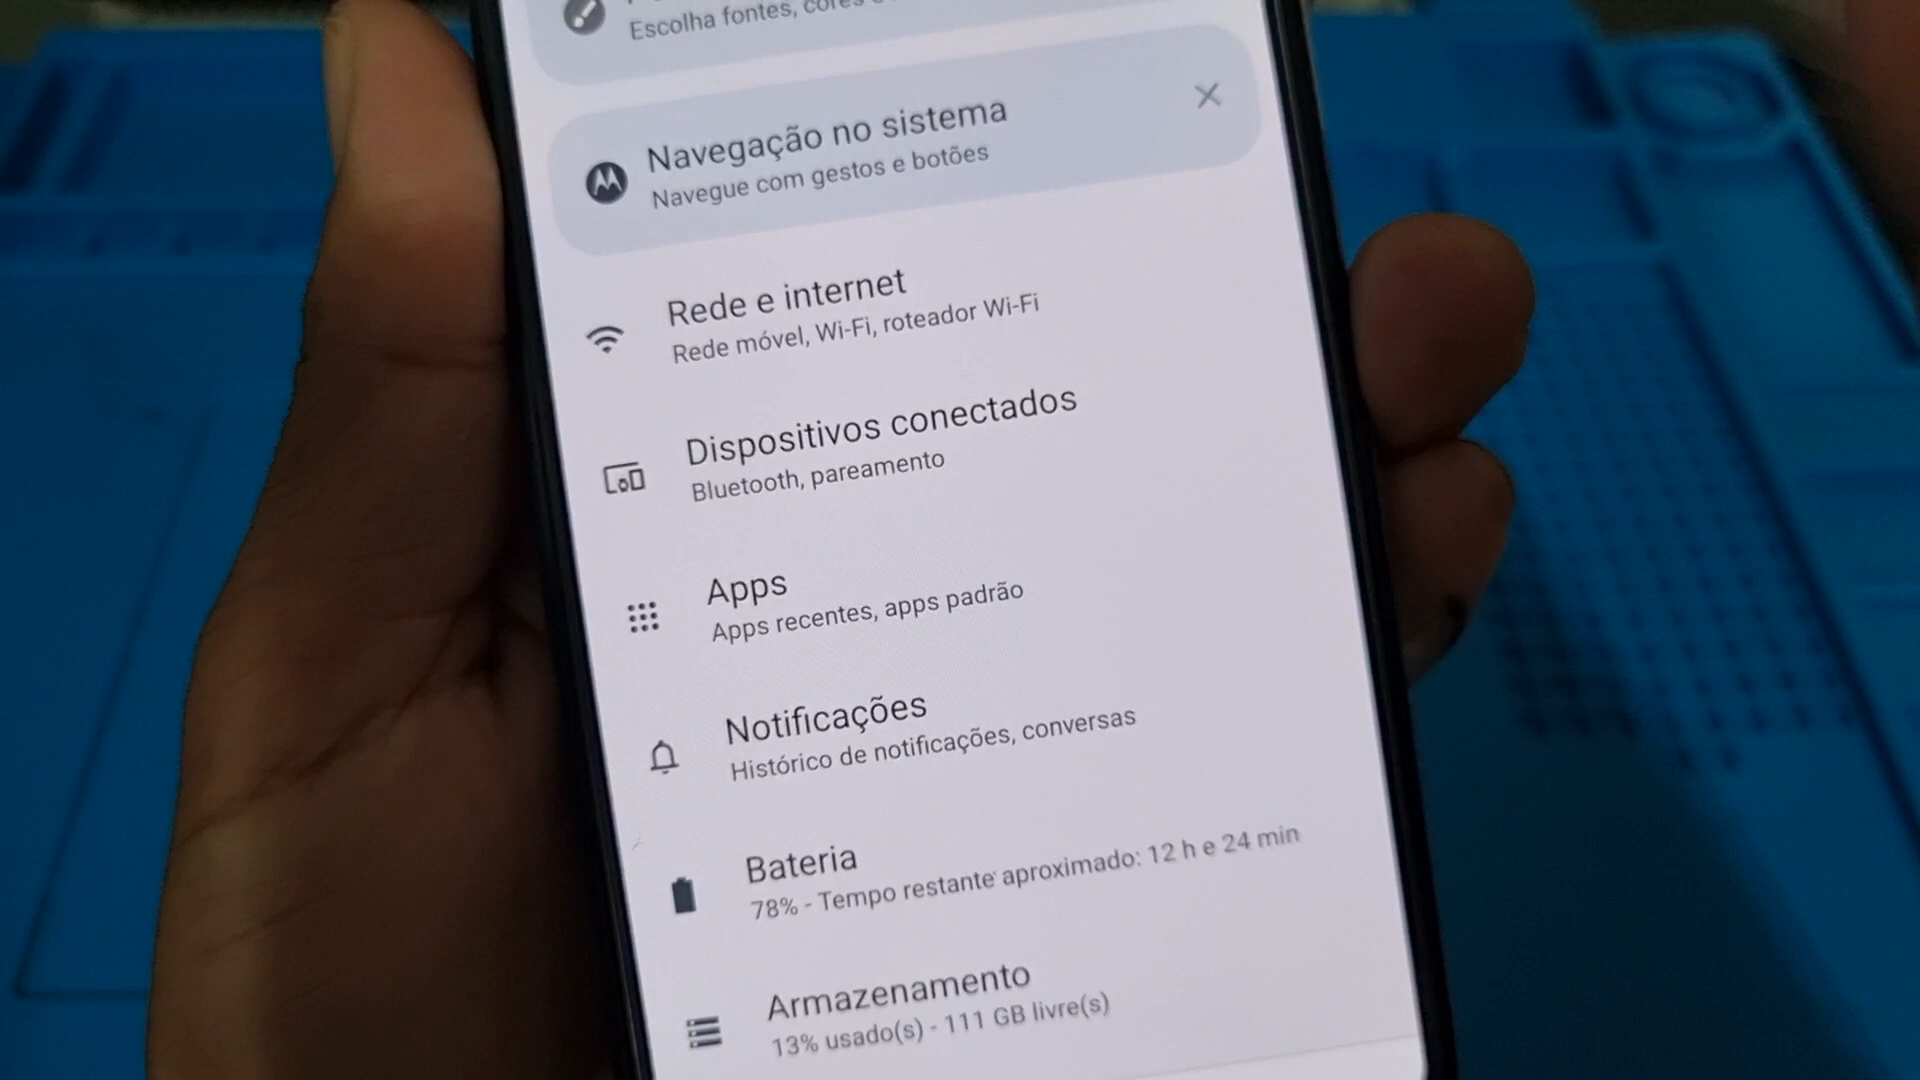 Escolha fontes, cores
Navegação no sistema
Navegue com gestos e botões
Rede e internet
Rede móvel, Wi-Fi, roteador Wi-Fi
Dispositivos conectados
Bluetooth, pareamento
Apps
Apps recentes, apps padrão
Notificações
Histórico de notificações, conversas
Bateria
78% - Tempo restante aproximado: 12 h e 24 min
Armazenamento
13% usado(s) - 111 GB livre(s)